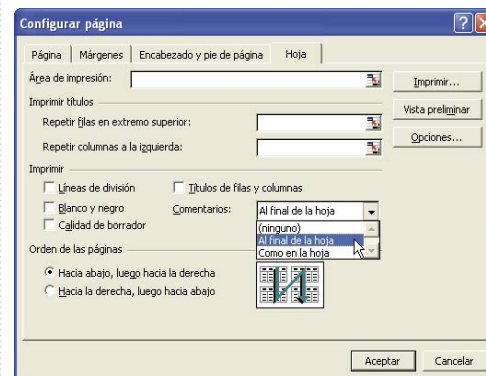 Configurar página
Página Márgenes Encabezado y pie de página Hoja
Área de impresión:
Imprimir...
Imprimir títulos
Vista preliminar
Repetir filas en extremo superior:
Opciones...
Repetir columnas a la izquierda:
Imprimir
Líneas de división Títulos de filas y columnas
Blanco y negro Comentarios: Al final de la hoja
Calidad de borrador (ninguno)
Al final de la hoja
Como en la hoja
Orden de las páginas
Hacia abajo, luego hacia la derecha
Hacia la derecha, luego hacia abajo
Aceptar Cancelar